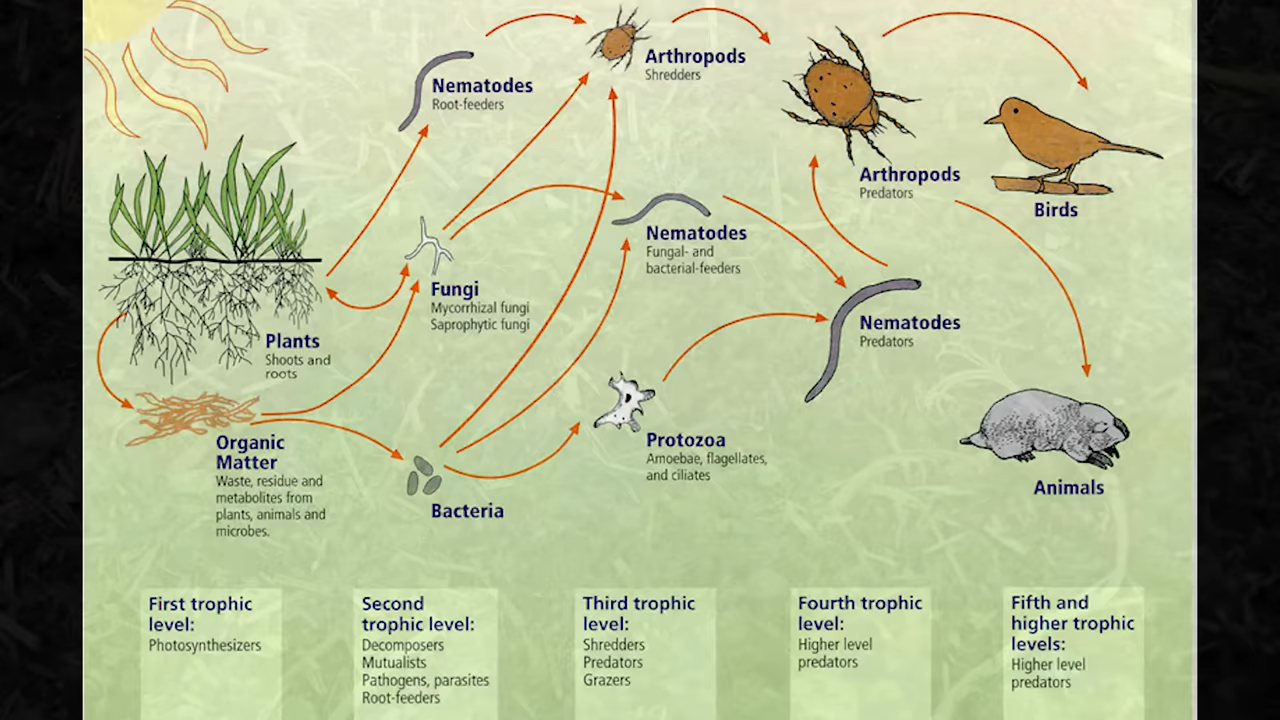 Arthropods
Shredders
Nematodes
Root-feeders
Arthropods
Predators
Birds
Nematodes
Fungal- and
bacterial-feeders
Fungi
Mycorrhizal fungi
Saprophytic fungi
Nematodes
Predators
Plants
Shoots and
roots
Organic
Matter
Waste, residue and
metabolites from
plants, animals and
microbes.
Protozoa
Amoebae, flagellates,
and ciliates
Animals
Bacteria
First trophic
level:
Photosynthesizers
Second
trophic level:
Decomposers
Mutualists
Pathogens, parasites
Root-feeders
Third trophic
level:
Shredders
Predators
Grazers
Fourth trophic
level:
Higher level
predators
Fifth and
higher trophic
levels:
Higher level
predators